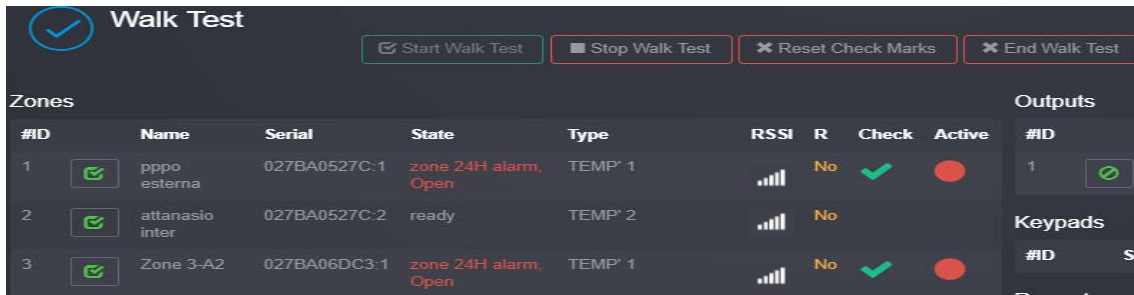 Walk Test
Start Walk Test Stop Walk Test Reset Check Marks End Walk Test
Zones Outputs
#ID Name Serial State Type RSSI R Check Active #ID
1 pppo esterna 027BA0527C:1 zone 24H alarm, Open TEMP' 1 No 1
2 attanasio inter 027BA0527C:2 ready TEMP' 2 No
Keypads
3 Zone 3-A2 027BA06DC3:1 zone 24H alarm, Open TEMP' 1 No
#ID S